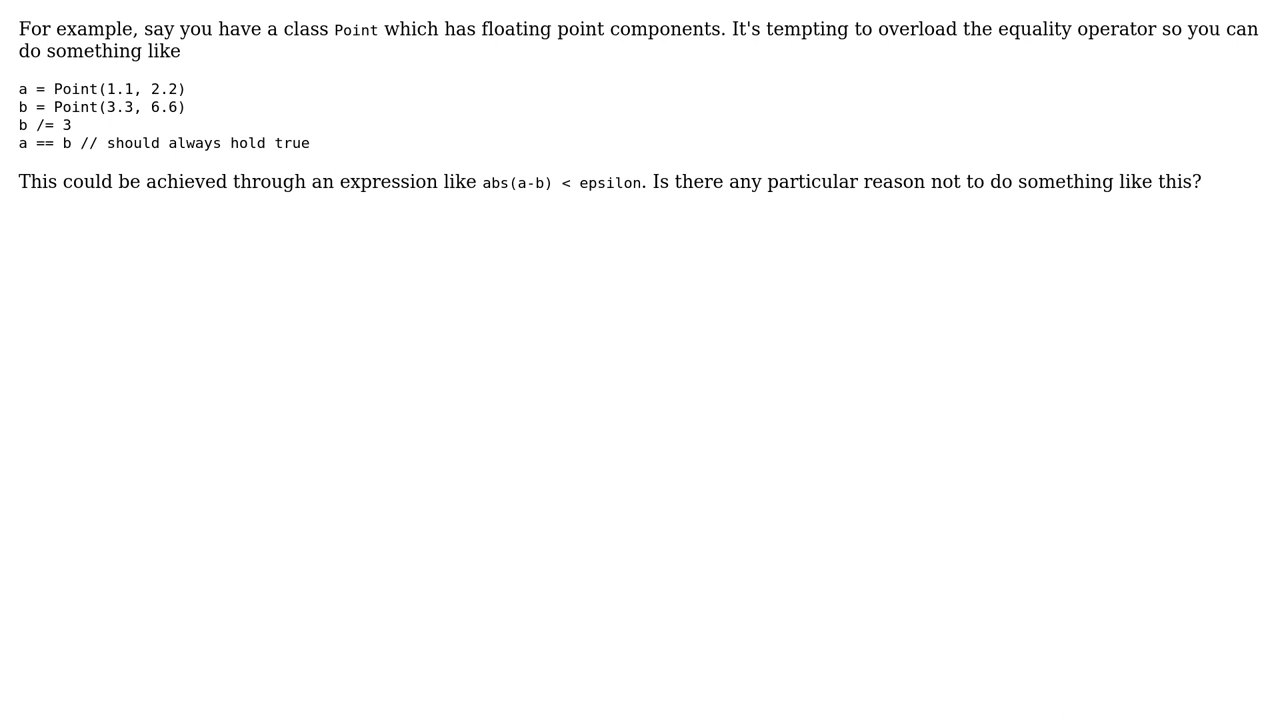 For example, say you have a class Point which has floating point components. It's tempting to overload the equality operator so you can
do something like
a = Point(1.1, 2.2)
b = Point(3.3, 6.6)
b /= 3
a == b // should always hold true
This could be achieved through an expression like abs(a-b) < epsilon. Is there any particular reason not to do something like this?